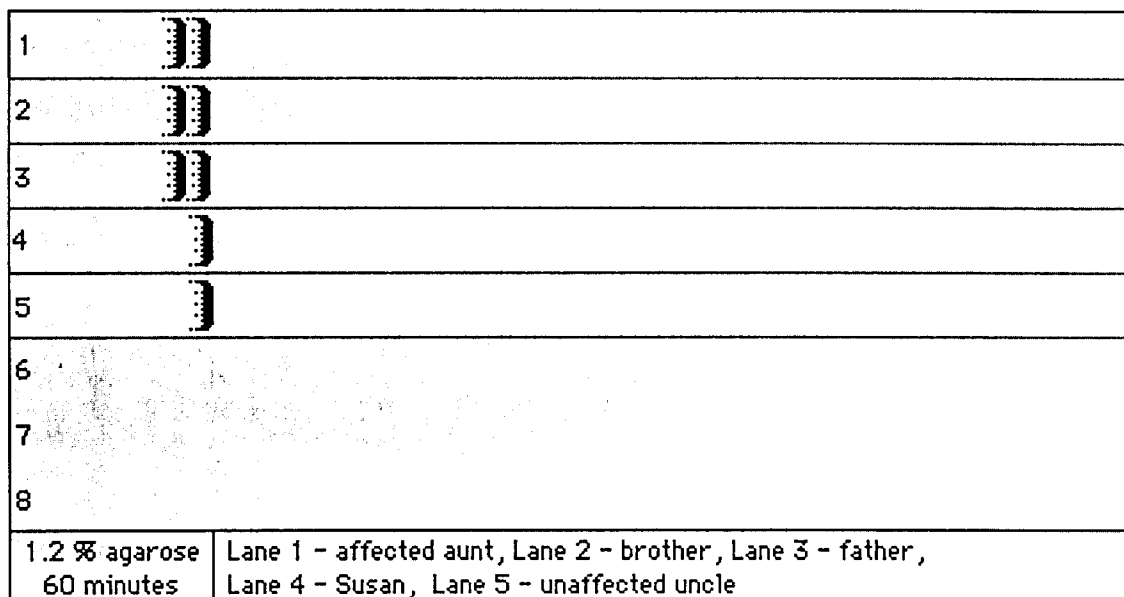 1
2
3
4
5
6
7
8
1.2 % agarose
60 minutes
Lane 1 - affected aunt, Lane 2 - brother, Lane 3 - father,
Lane 4 - Susan, Lane 5 - unaffected uncle